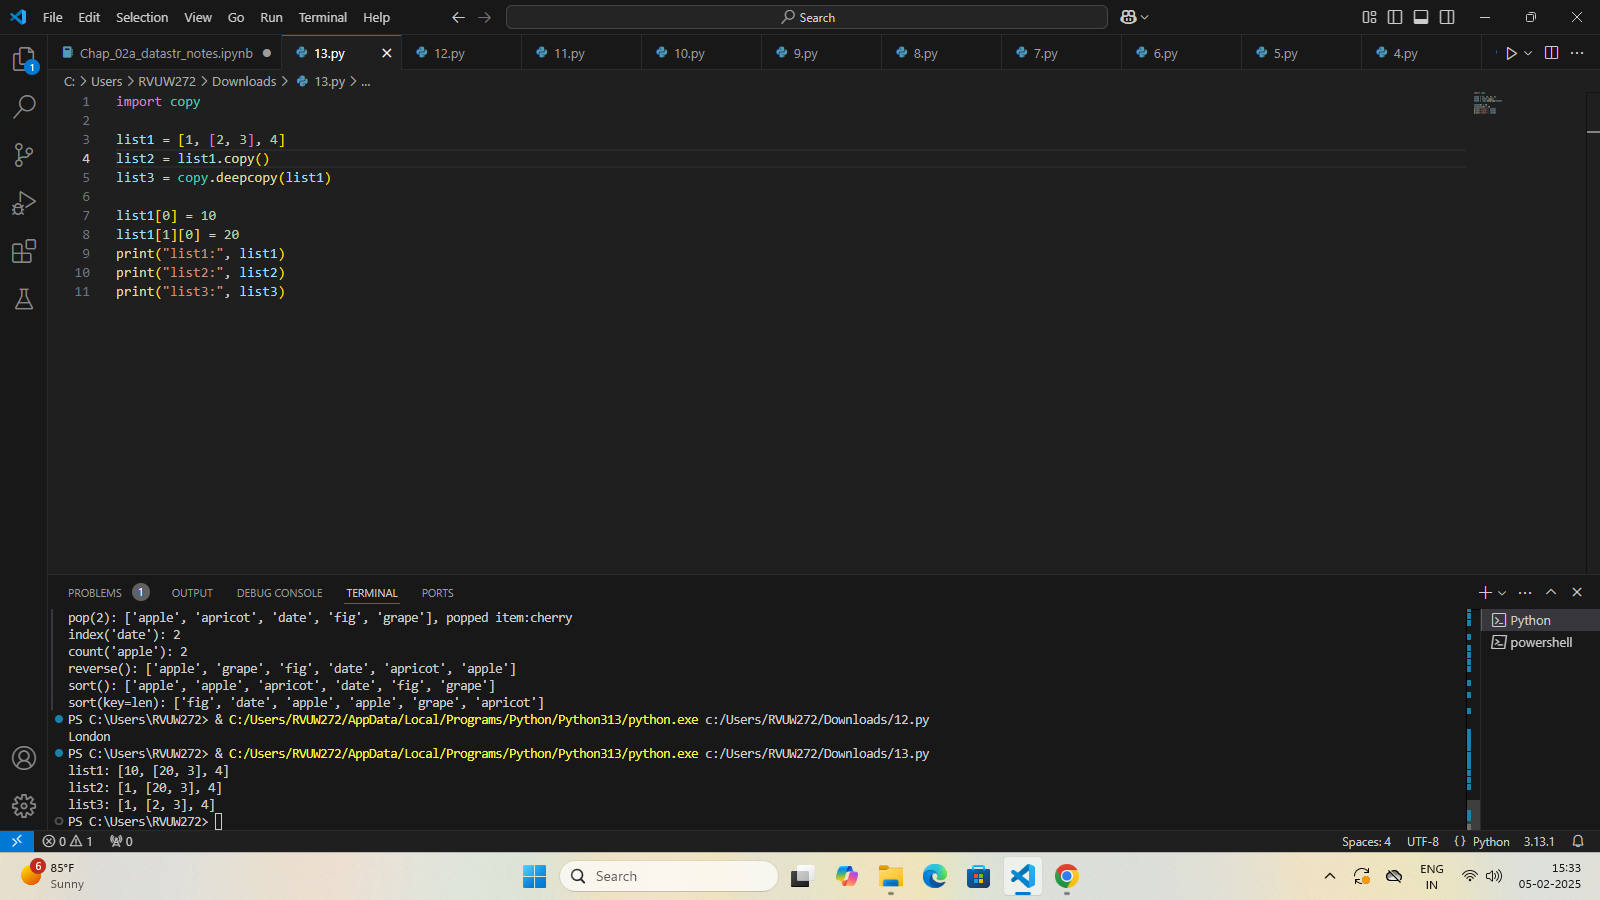 File Edit Selection View Go Run Terminal Help Search
Chap_02a_datastr_notes.ipynb 13.py 12.py 11.py 10.py 9.py 8.py 7.py 6.py 5.py 4.py
1
C: > Users > RVUW272 > Downloads > 13.py > ...
1 import copy
2
3 list1 = [1, [2, 3], 4]
4 list2 = list1.copy()
5 list3 = copy.deepcopy(list1)
6
7 list1[0] = 10
8 list1[1][0] = 20
9 print("list1:", list1)
10 print("list2:", list2)
11 print("list3:", list3)
PROBLEMS 1 OUTPUT DEBUG CONSOLE TERMINAL PORTS
pop(2): ['apple', 'apricot', 'date', 'fig', 'grape'], popped item:cherry
index('date'): 2
count('apple'): 2
reverse(): ['apple', 'grape', 'fig', 'date', 'apricot', 'apple']
sort(): ['apple', 'apple', 'apricot', 'date', 'fig', 'grape']
sort(key=len): ['fig', 'date', 'apple', 'apple', 'grape', 'apricot']
PS C:\Users\RVUW272> & C:/Users/RVUW272/AppData/Local/Programs/Python/Python313/python.exe c:/Users/RVUW272/Downloads/12.py
London
PS C:\Users\RVUW272> & C:/Users/RVUW272/AppData/Local/Programs/Python/Python313/python.exe c:/Users/RVUW272/Downloads/13.py
list1: [10, [20, 3], 4]
list2: [1, [20, 3], 4]
list3: [1, [2, 3], 4]
PS C:\Users\RVUW272>
Python
powershell
0 1 0 Spaces: 4 UTF-8 {} Python 3.13.1
6 85°F
Sunny
Search
ENG
IN
15:33
05-02-2025